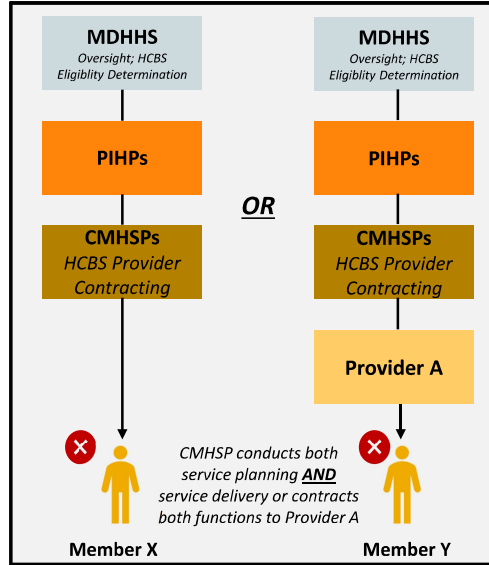 MDHHS
Oversight; HCBS
Eligiblity Determination
PIHPs
CMHSPs
HCBS Provider
Contracting
OR
MDHHS
Oversight; HCBS
Eligiblity Determination
PIHPs
CMHSPs
HCBS Provider
Contracting
Provider A
CMHSP conducts both
service planning AND
service delivery or contracts
both functions to Provider A
Member X
Member Y